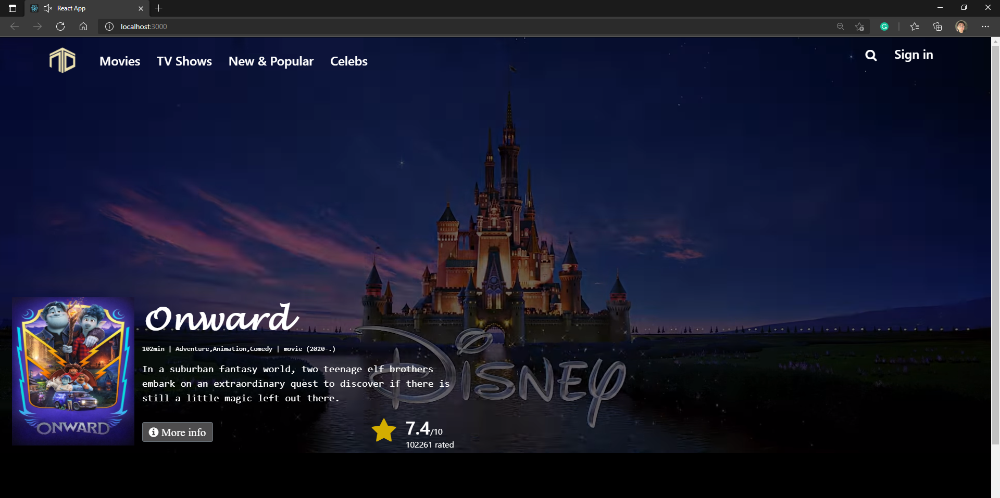 React App
localhost:3000
Movies TV Shows New & Popular Celebs
Sign in
Onward
102min | Adventure,Animation,Comedy | movie (2020-.)
In a suburban fantasy world, two teenage elf brothers
embark on an extraordinary quest to discover if there is
still a little magic left out there.
More info
7.4/10
102261 rated
ONWARD
Disney